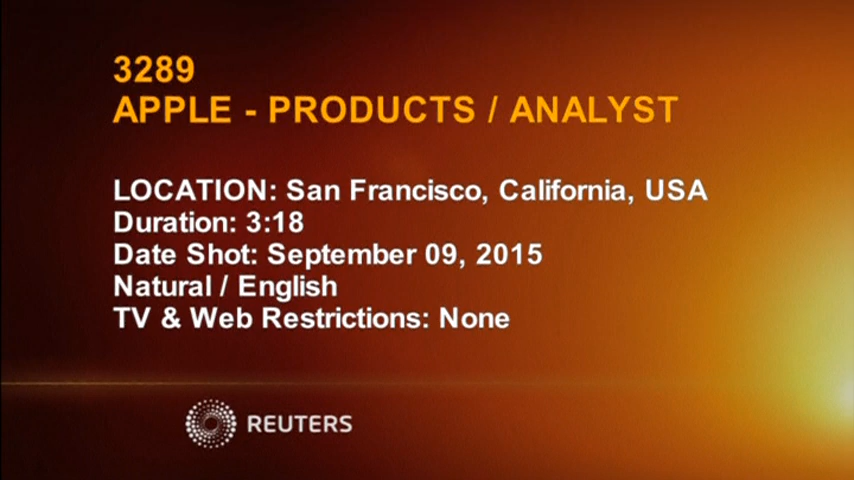 3289
APPLE - PRODUCTS / ANALYST
LOCATION: San Francisco, California, USA
Duration: 3:18
Date Shot: September 09, 2015
Natural / English
TV & Web Restrictions: None
REUTERS